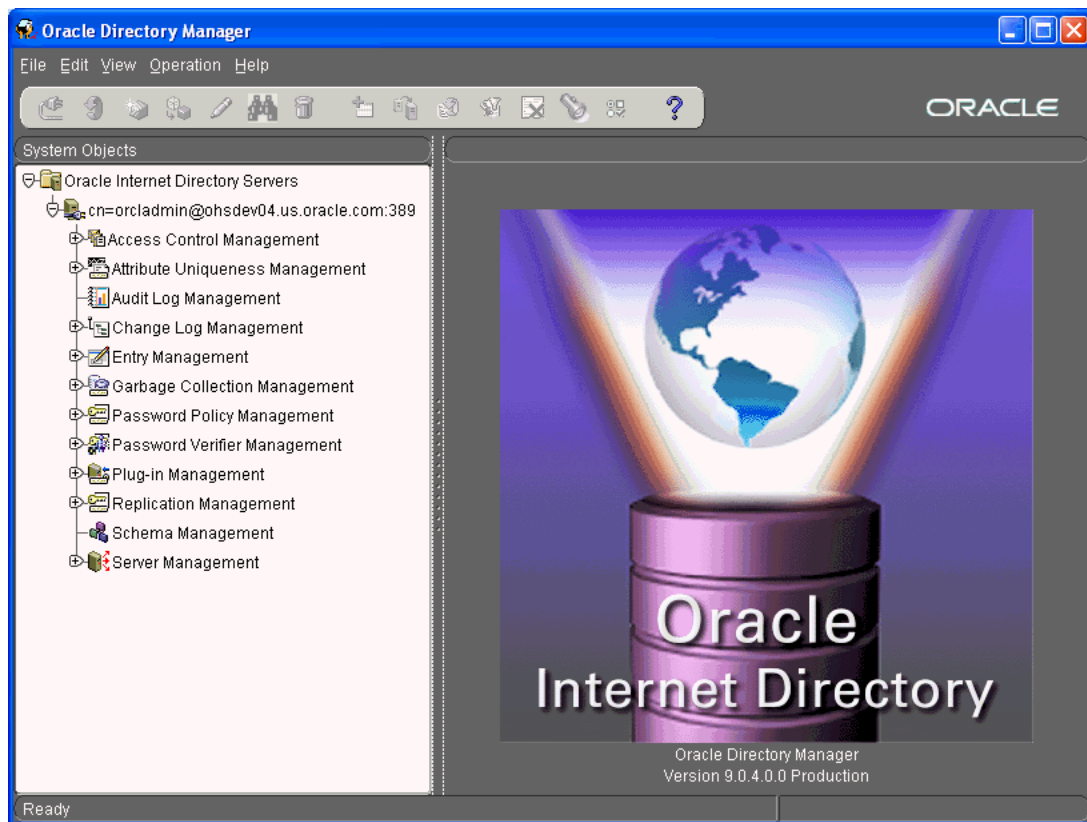 Oracle Directory Manager
File Edit View Operation Help
ORACLE
System Objects
Oracle Internet Directory Servers
cn=orcladmin@ohsdev04.us.oracle.com:389
Access Control Management
Attribute Uniqueness Management
Audit Log Management
Change Log Management
Entry Management
Garbage Collection Management
Password Policy Management
Password Verifier Management
Plug-in Management
Replication Management
Schema Management
Server Management
Oracle
Internet Directory
Oracle Directory Manager
Version 9.0.4.0.0 Production
Ready